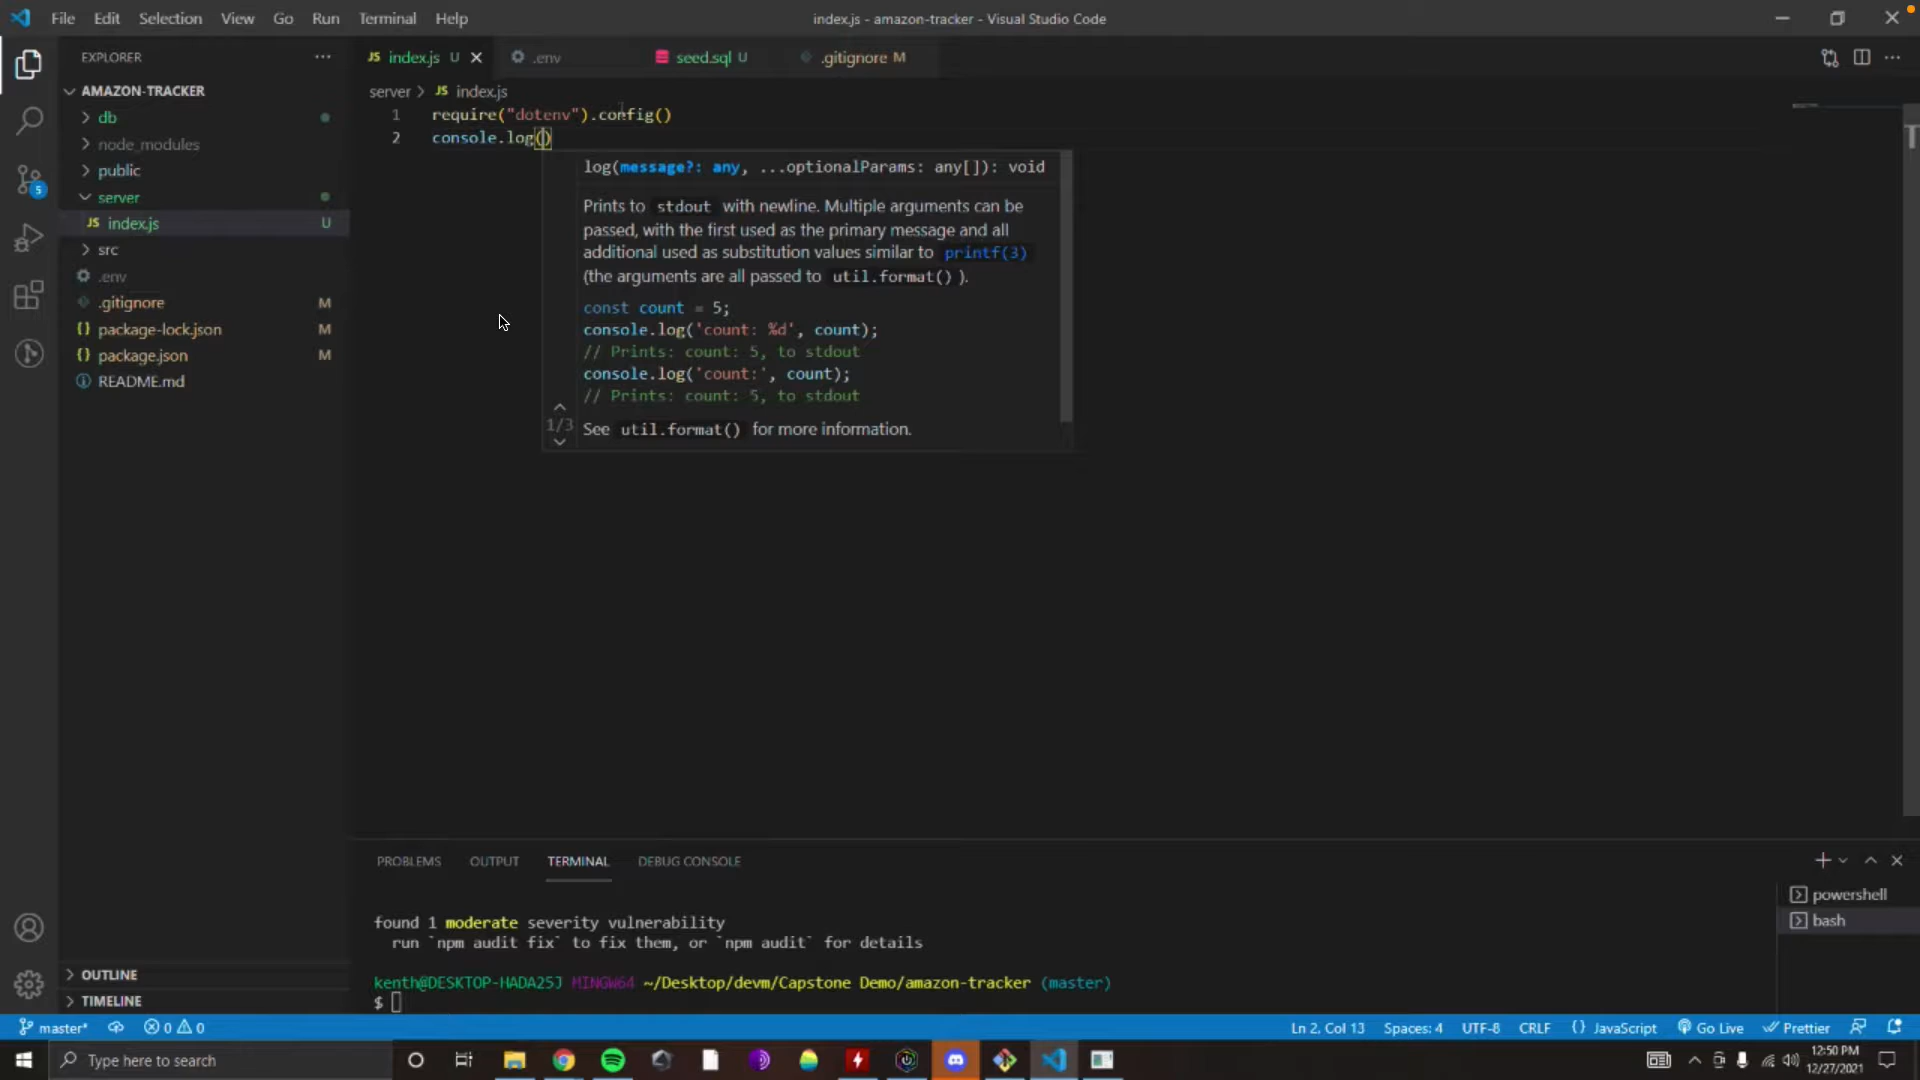 File Edit Selection View Go Run Terminal Help
index.js - amazon-tracker - Visual Studio Code
EXPLORER
AMAZON-TRACKER
db
node_modules
public
server
JS index.js U
src
.env
.gitignore M
{} package-lock.json M
{} package.json M
README.md
OUTLINE
TIMELINE
5
JS index.js U
.env
seed.sql U
.gitignore M
server > JS index.js
1 require("dotenv").config()
2 console.log()
log(message?: any, ...optionalParams: any[]): void
Prints to stdout with newline. Multiple arguments can be
passed, with the first used as the primary message and all
additional used as substitution values similar to printf(3)
(the arguments are all passed to util.format() ).
const count = 5;
console.log('count: %d', count);
// Prints: count: 5, to stdout
console.log('count:', count);
// Prints: count: 5, to stdout
1/3 See util.format() for more information.
PROBLEMS OUTPUT TERMINAL DEBUG CONSOLE
powershell
bash
found 1 moderate severity vulnerability
run `npm audit fix` to fix them, or `npm audit` for details
kenth@DESKTOP-HADA25J MINGW64 ~/Desktop/devm/Capstone Demo/amazon-tracker (master)
$
master* 0 0
Ln 2, Col 13 Spaces: 4 UTF-8 CRLF {} JavaScript Go Live Prettier
Type here to search
12:50 PM
12/27/2021